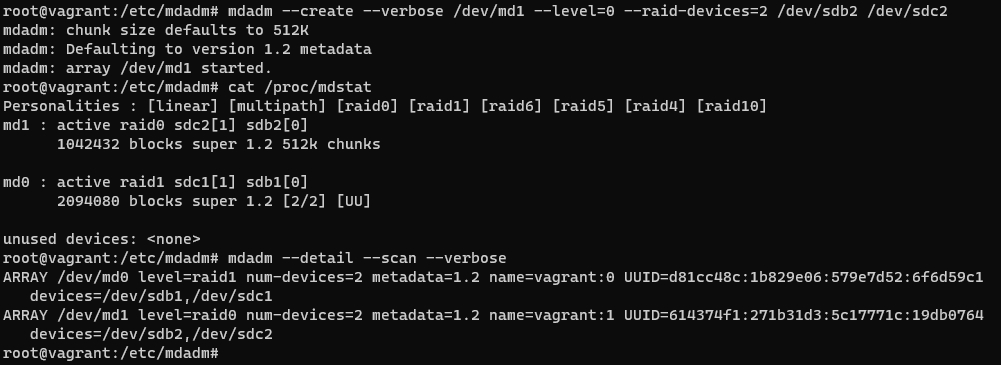 root@vagrant:/etc/mdadm# mdadm --create --verbose /dev/md1 --level=0 --raid-devices=2 /dev/sdb2 /dev/sdc2
mdadm: chunk size defaults to 512K
mdadm: Defaulting to version 1.2 metadata
mdadm: array /dev/md1 started.
root@vagrant:/etc/mdadm# cat /proc/mdstat
Personalities : [linear] [multipath] [raid0] [raid1] [raid6] [raid5] [raid4] [raid10]
md1 : active raid0 sdc2[1] sdb2[0]
      1042432 blocks super 1.2 512k chunks

md0 : active raid1 sdc1[1] sdb1[0]
      2094080 blocks super 1.2 [2/2] [UU]

unused devices: <none>
root@vagrant:/etc/mdadm# mdadm --detail --scan --verbose
ARRAY /dev/md0 level=raid1 num-devices=2 metadata=1.2 name=vagrant:0 UUID=d81cc48c:1b829e06:579e7d52:6f6d59c1
   devices=/dev/sdb1,/dev/sdc1
ARRAY /dev/md1 level=raid0 num-devices=2 metadata=1.2 name=vagrant:1 UUID=614374f1:271b31d3:5c17771c:19db0764
   devices=/dev/sdb2,/dev/sdc2
root@vagrant:/etc/mdadm#